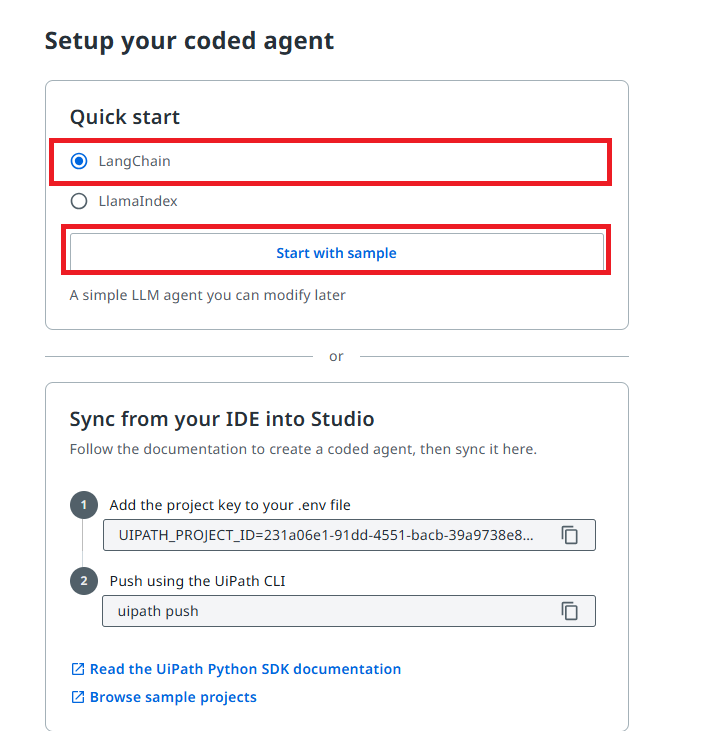 Setup your coded agent
Quick start
LangChain
LlamaIndex
Start with sample
A simple LLM agent you can modify later
or
Sync from your IDE into Studio
Follow the documentation to create a coded agent, then sync it here.
1 Add the project key to your .env file
UIPATH_PROJECT_ID=231a06e1-91dd-4551-bacb-39a9738e8...
2 Push using the UiPath CLI
uipath push
Read the UiPath Python SDK documentation
Browse sample projects